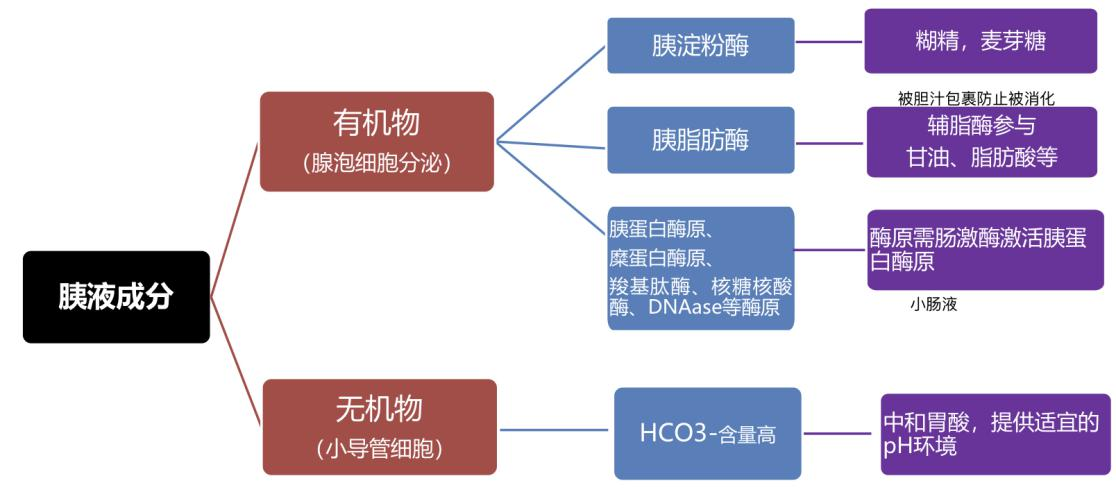 胰液成分
有机物
（腺泡细胞分泌）
胰淀粉酶
糊精，麦芽糖
胰脂肪酶
被胆汁包裹防止被消化
辅脂酶参与
甘油、脂肪酸等
胰蛋白酶原、
糜蛋白酶原、
羧基肽酶、核糖核酸
酶、DNAase等酶原
酶原需肠激酶激活胰蛋
白酶原
小肠液
无机物
（小导管细胞）
HCO3-含量高
中和胃酸，提供适宜的
pH环境